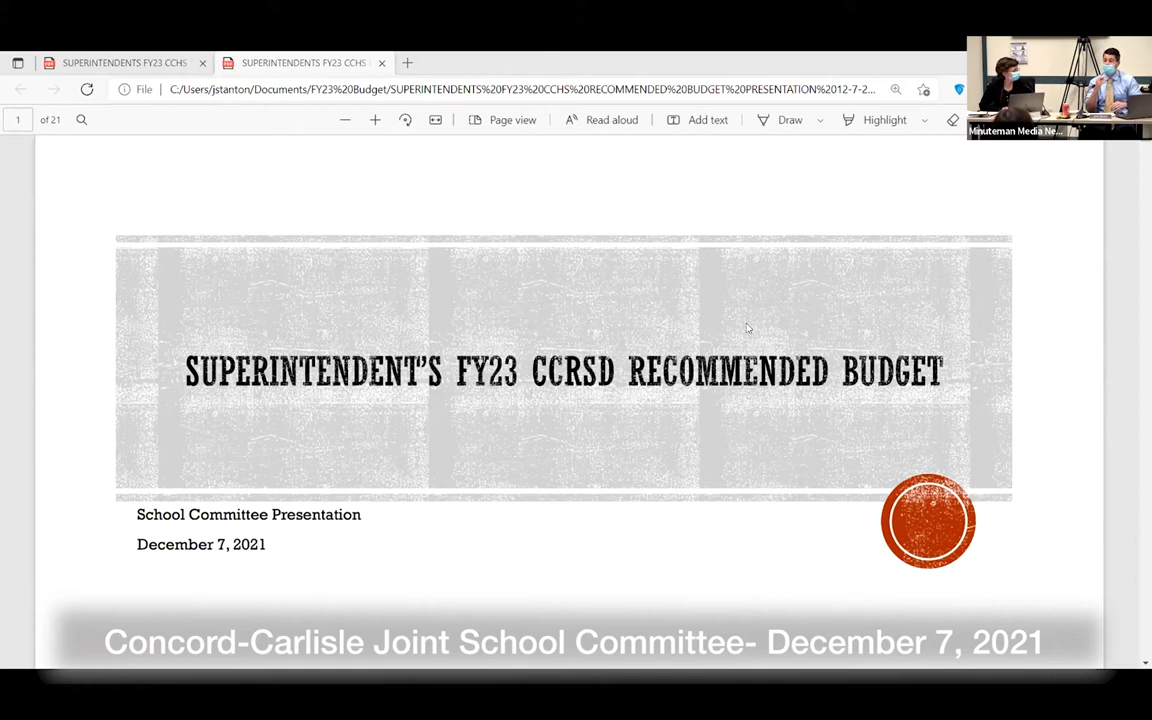 SUPERINTENDENTS FY23 CCHS
SUPERINTENDENTS FY23 CCHS
File
C:/Users/jstanton/Documents/FY23%20Budget/SUPERINTENDENTS%20FY23%20CCHS%20RECOMMENDED%20BUDGET%20PRESENTATION%2012-7-2...
1 of 21
Page view
Read aloud
Add text
Draw
Highlight
Minuteman Media Ne...
SUPERINTENDENT'S FY23 CCRSD RECOMMENDED BUDGET
School Committee Presentation
December 7, 2021
Concord-Carlisle Joint School Committee- December 7, 2021